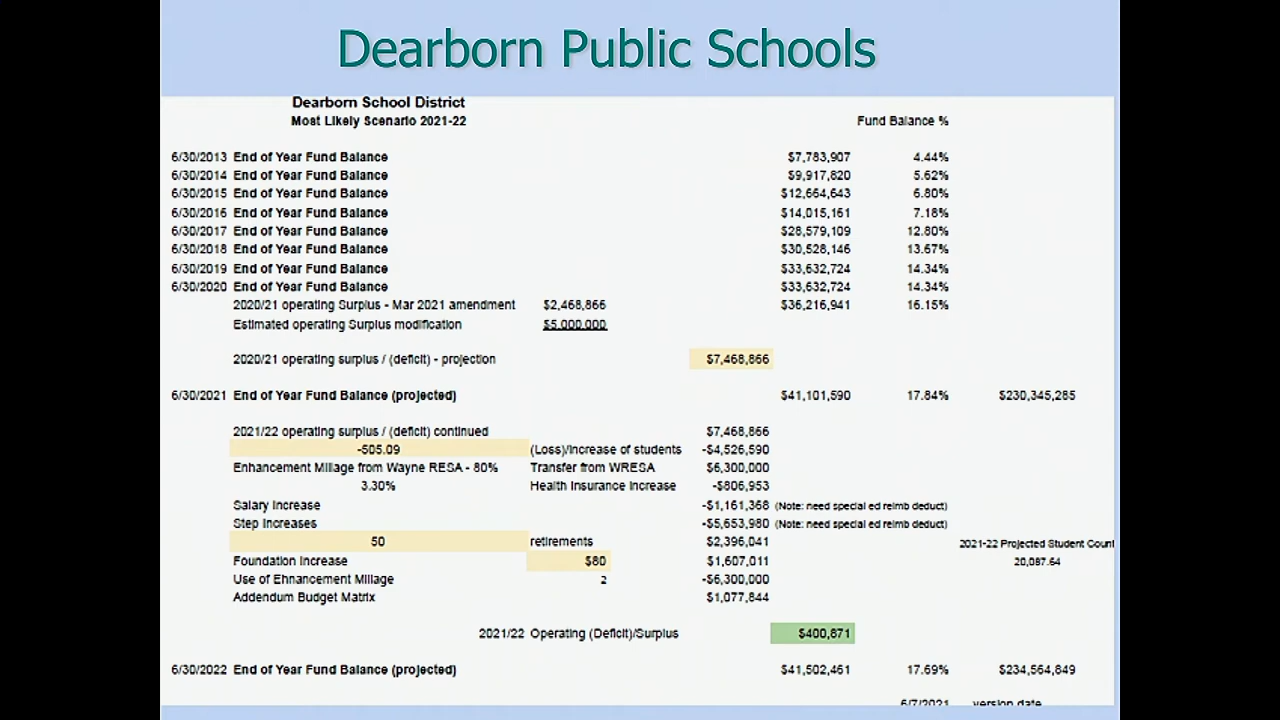 Dearborn Public Schools
Dearborn School District
Most Likely Scenario 2021-22 Fund Balance %
6/30/2013 End of Year Fund Balance $7,783,907 4.44%
6/30/2014 End of Year Fund Balance $9,917,820 5.62%
6/30/2015 End of Year Fund Balance $12,664,643 6.80%
6/30/2016 End of Year Fund Balance $14,015,161 7.18%
6/30/2017 End of Year Fund Balance $28,579,109 12.80%
6/30/2018 End of Year Fund Balance $30,528,146 13.67%
6/30/2019 End of Year Fund Balance $33,632,724 14.34%
6/30/2020 End of Year Fund Balance $33,632,724 14.34%
2020/21 operating Surplus - Mar 2021 amendment $2,468,866 $36,216,941 16.15%
Estimated operating Surplus modification $5,000,000
2020/21 operating surplus / (deficit) - projection $7,468,866
6/30/2021 End of Year Fund Balance (projected) $41,101,590 17.84% $230,345,285
2021/22 operating surplus / (deficit) continued $7,468,866
-505.09 (Loss)/Increase of students -$4,526,590
Enhancement Millage from Wayne RESA - 80% Transfer from WRESA $6,300,000
3.30% Health Insurance Increase -$806,953
Salary Increase -$1,161,368 (Note: need special ed reimb deduct)
Step Increases -$5,653,980 (Note: need special ed reimb deduct)
50 retirements $2,396,041 2021-22 Projected Student Count
Foundation Increase $80 $1,607,011 20,087.64
Use of Ehnancement Millage 2 -$6,300,000
Addendum Budget Matrix $1,077,844
2021/22 Operating (Deficit)/Surplus $400,871
6/30/2022 End of Year Fund Balance (projected) $41,502,461 17.69% $234,564,849
6/7/2021 version date